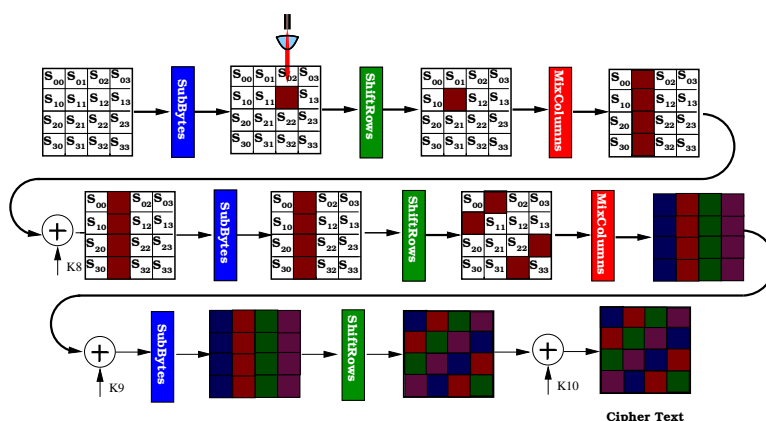 S00 S01 S02 S03
S10 S11 S12 S13
S20 S21 S22 S23
S30 S31 S32 S33
SubBytes
S00 S01 S02 S03
S10 S11 S13
S20 S21 S22 S23
S30 S31 S32 S33
ShiftRows
S00 S01 S02 S03
S10 S12 S13
S20 S21 S22 S23
S30 S31 S32 S33
MixColumns
S00 S02 S03
S10 S12 S13
S20 S22 S23
S30 S32 S33
+
K8
S00 S02 S03
S10 S12 S13
S20 S22 S23
S30 S32 S33
SubBytes
S00 S02 S03
S10 S12 S13
S20 S22 S23
S30 S32 S33
ShiftRows
S00 S02 S03
S11 S12 S13
S20 S21 S22
S30 S31 S33
MixColumns
+
K9
SubBytes
ShiftRows
+
K10
Cipher Text